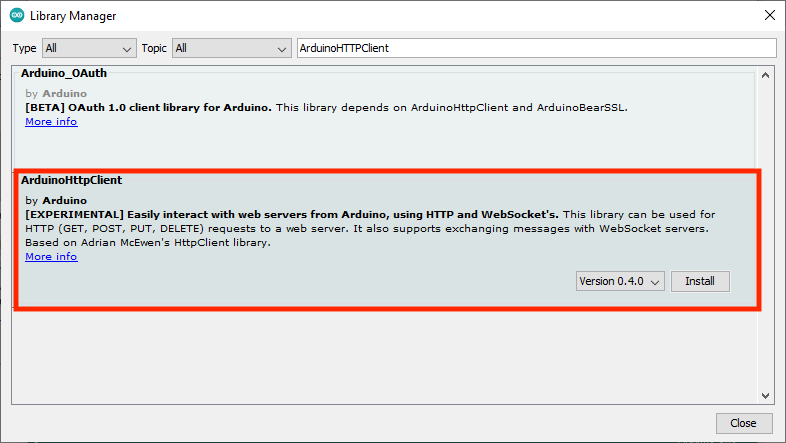 Library Manager
Type All Topic All ArduinoHTTPClient
Arduino_OAuth
by Arduino
[BETA] OAuth 1.0 client library for Arduino. This library depends on ArduinoHttpClient and ArduinoBearSSL.
More info
ArduinoHttpClient
by Arduino
[EXPERIMENTAL] Easily interact with web servers from Arduino, using HTTP and WebSocket's. This library can be used for
HTTP (GET, POST, PUT, DELETE) requests to a web server. It also supports exchanging messages with WebSocket servers.
Based on Adrian McEwen's HttpClient library.
More info
Version 0.4.0 Install
Close